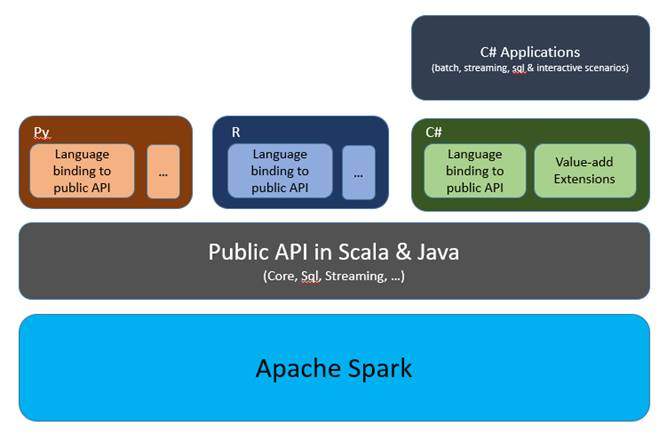 C# Applications
(batch, streaming, sql & interactive scenarios)
Py
Language
binding to
public API
...
R
Language
binding to
public API
...
C#
Language
binding to
public API
Value-add
Extensions
Public API in Scala & Java
(Core, Sql, Streaming, ...)
Apache Spark